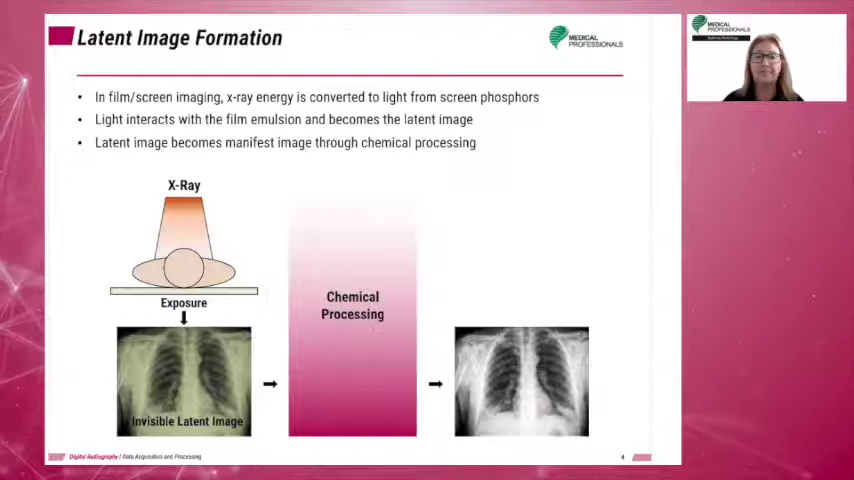 Latent Image Formation
MEDICAL
PROFESSIONALS
In film/screen imaging, x-ray energy is converted to light from screen phosphors
Light interacts with the film emulsion and becomes the latent image
Latent image becomes manifest image through chemical processing
X-Ray
Exposure
Chemical
Processing
Invisible Latent Image
Digital Radiography | Data Acquisition and Processing
4
MEDICAL
PROFESSIONALS